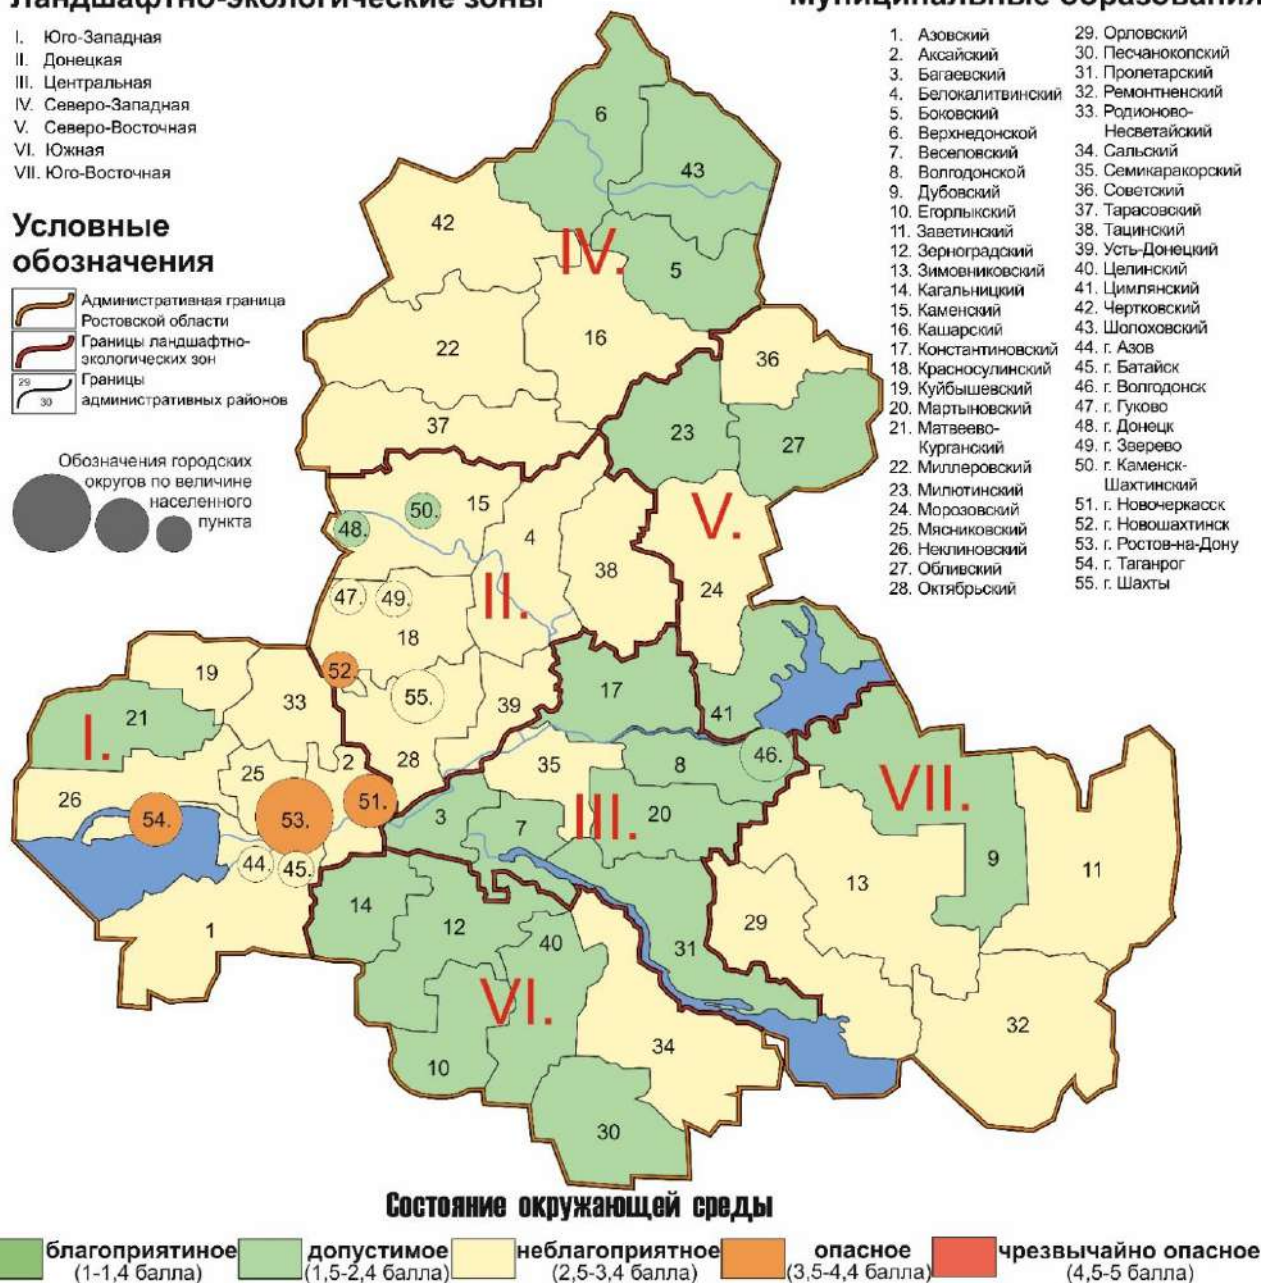 Ландшафтно-экологические зоны
I. Юго-Западная
II. Донецкая
III. Центральная
IV. Северо-Западная
V. Северо-Восточная
VI. Южная
VII. Юго-Восточная
Условные
обозначения
Административная граница
Ростовской области
Границы ландшафтно-
экологических зон
29
30
Границы
административных районов
Обозначения городских
округов по величине
населенного
пункта
Муниципальные образования
1. Азовский
2. Аксайский
3. Багаевский
4. Белокалитвинский
5. Боковский
6. Верхнедонской
7. Веселовский
8. Волгодонской
9. Дубовский
10. Егорлыкский
11. Заветинский
12. Зерноградский
13. Зимовниковский
14. Кагальницкий
15. Каменский
16. Кашарский
17. Константиновский
18. Красносулинский
19. Куйбышевский
20. Мартыновский
21. Матвеево-
Курганский
22. Миллеровский
23. Милютинский
24. Морозовский
25. Мясниковский
26. Неклиновский
27. Обливский
28. Октябрьский
29. Орловский
30. Песчанокопский
31. Пролетарский
32. Ремонтненский
33. Родионово-
Несветайский
34. Сальский
35. Семикаракорский
36. Советский
37. Тарасовский
38. Тацинский
39. Усть-Донецкий
40. Целинский
41. Цимлянский
42. Чертковский
43. Шолоховский
44. г. Азов
45. г. Батайск
46. г. Волгодонск
47. г. Гуково
48. г. Донецк
49. г. Зверево
50. г. Каменск-
Шахтинский
51. г. Новочеркасск
52. г. Новошахтинск
53. г. Ростов-на-Дону
54. г. Таганрог
55. г. Шахты
6
43
42
IV.
5
22
16
36
37
23
27
50.
15
48.
4
V.
38
24
47.
49.
II.
18
52
19
17
55.
33
39
21
41
I.
2
28
35
8
46.
25
VII.
26
51.
54.
53.
3
7
III.
20
9
44.
45.
13
11
14
1
12
40
29
31
VI.
32
34
10
30
Состояние окружающей среды
благоприятиное
(1-1,4 балла)
допустимое
(1,5-2,4 балла)
неблагоприятное
(2,5-3,4 балла)
опасное
(3,5-4,4 балла)
чрезвычайно опасное
(4,5-5 балла)